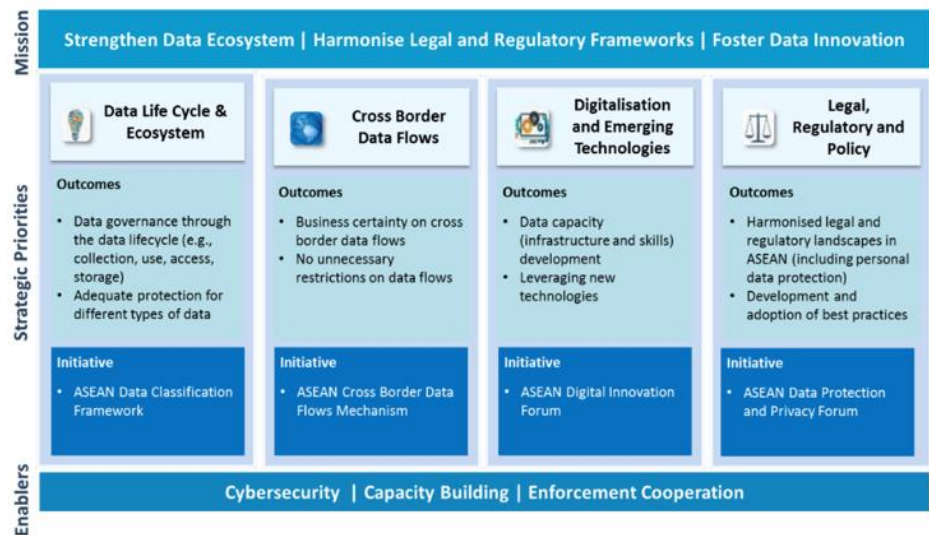 Mission
Strengthen Data Ecosystem | Harmonise Legal and Regulatory Frameworks | Foster Data Innovation
Strategic Priorities
Data Life Cycle &
Ecosystem
Outcomes
• Data governance through
the data lifecycle (e.g.,
collection, use, access,
storage)
• Adequate protection for
different types of data
Initiative
• ASEAN Data Classification
Framework
Cross Border
Data Flows
Outcomes
• Business certainty on cross
border data flows
• No unnecessary
restrictions on data flows
Initiative
• ASEAN Cross Border Data
Flows Mechanism
Digitalisation
and Emerging
Technologies
Outcomes
• Data capacity
(infrastructure and skills)
development
• Leveraging new
technologies
Initiative
• ASEAN Digital Innovation
Forum
Legal,
Regulatory and
Policy
Outcomes
• Harmonised legal and
regulatory landscapes in
ASEAN (including personal
data protection)
• Development and
adoption of best practices
Initiative
• ASEAN Data Protection
and Privacy Forum
Enablers
Cybersecurity | Capacity Building | Enforcement Cooperation